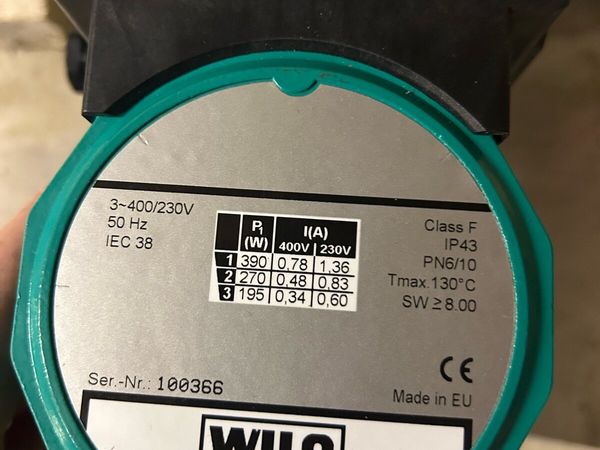 3~400/230V
50 Hz
IEC 38
P1 (W) I(A)
400V 230V
1 390 0,78 1.36
2 270 0,48 0,83
3 195 0,34 0,60
Class F
IP43
PN6/10
Tmax.130°C
SW ≥ 8.00
CE
Ser.-Nr.: 100366
Made in EU
WILO